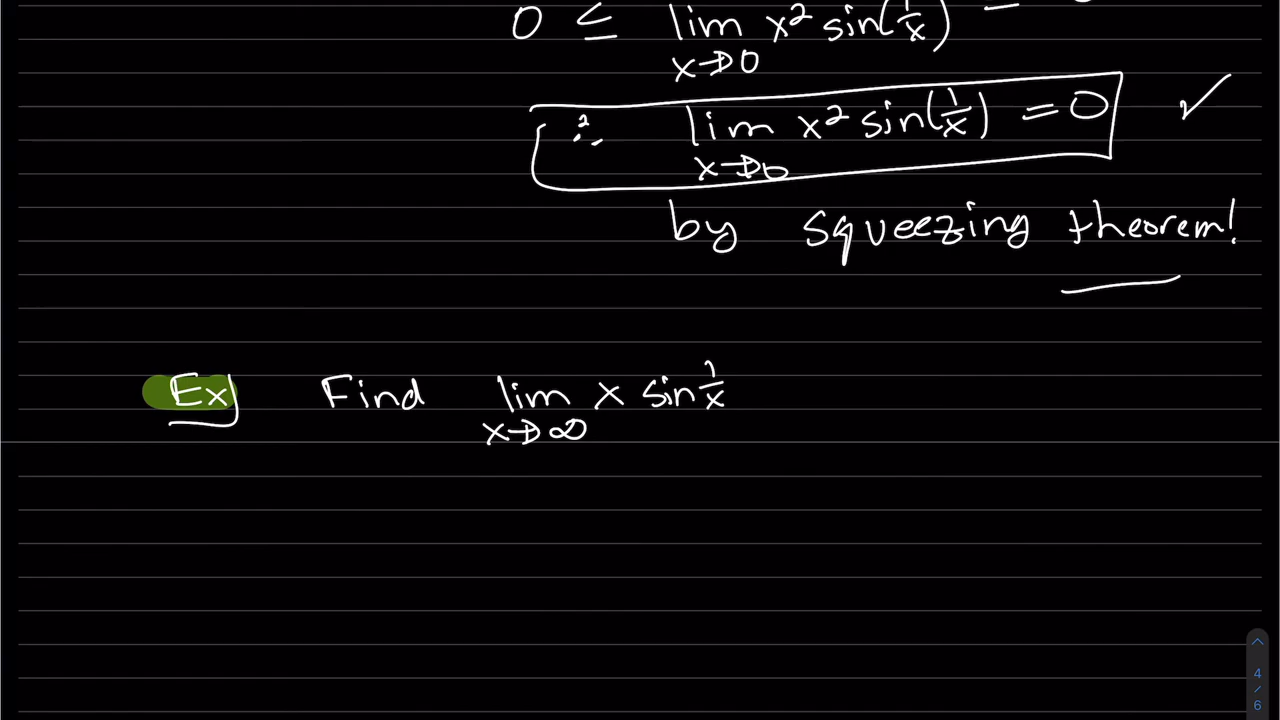 0 ≤ lim x² sin(1/x) =
x→0
∴ lim x² sin(1/x) = 0 ✓
x→0
by squeezing theorem!
Ex) Find lim x sin 1/x
x→∞
4
/
6